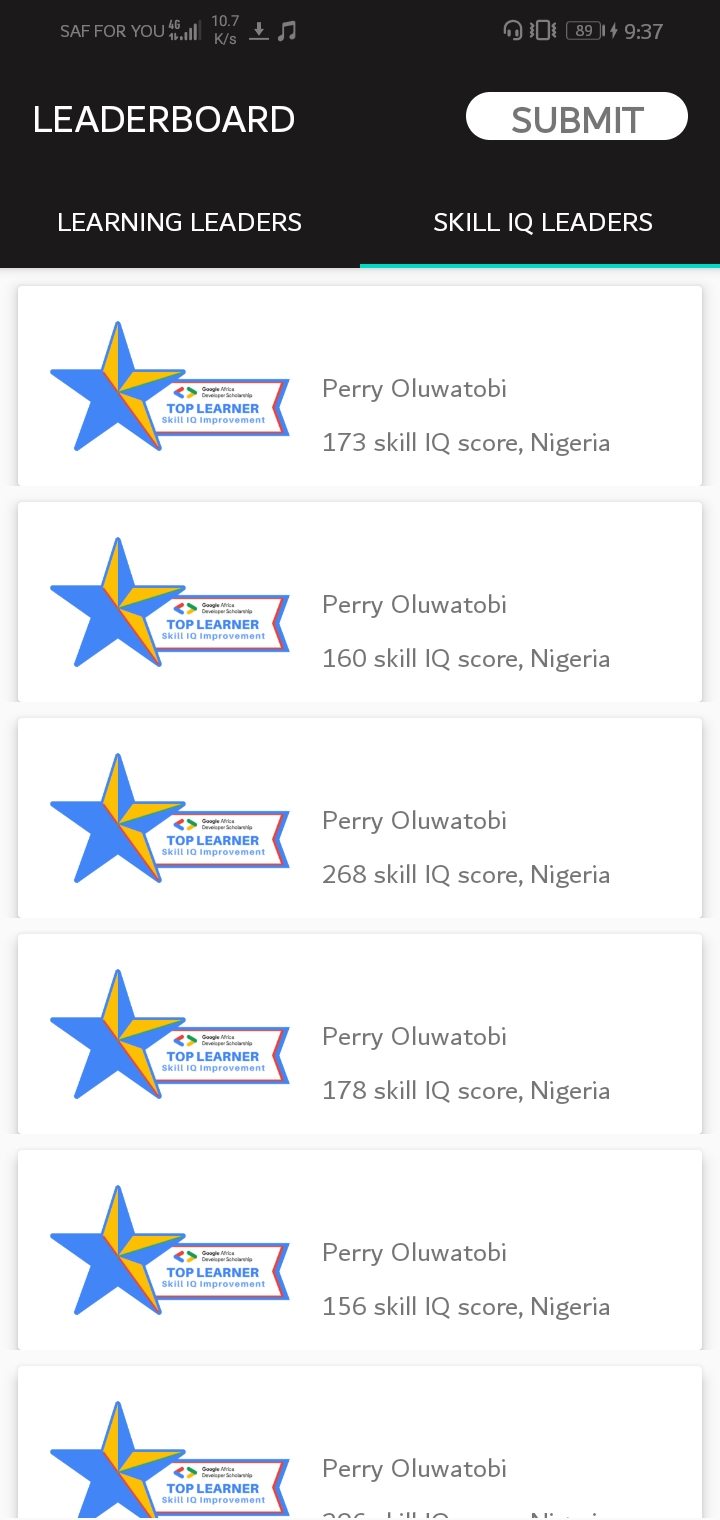 SAF FOR YOU 4G 10.7 K/s 89 9:37
LEADERBOARD SUBMIT
LEARNING LEADERS SKILL IQ LEADERS
Google Africa
Developer Scholarship
TOP LEARNER
Skill IQ Improvement
Perry Oluwatobi
173 skill IQ score, Nigeria
Google Africa
Developer Scholarship
TOP LEARNER
Skill IQ Improvement
Perry Oluwatobi
160 skill IQ score, Nigeria
Google Africa
Developer Scholarship
TOP LEARNER
Skill IQ Improvement
Perry Oluwatobi
268 skill IQ score, Nigeria
Google Africa
Developer Scholarship
TOP LEARNER
Skill IQ Improvement
Perry Oluwatobi
178 skill IQ score, Nigeria
Google Africa
Developer Scholarship
TOP LEARNER
Skill IQ Improvement
Perry Oluwatobi
156 skill IQ score, Nigeria
Google Africa
Developer Scholarship
TOP LEARNER
Skill IQ Improvement
Perry Oluwatobi